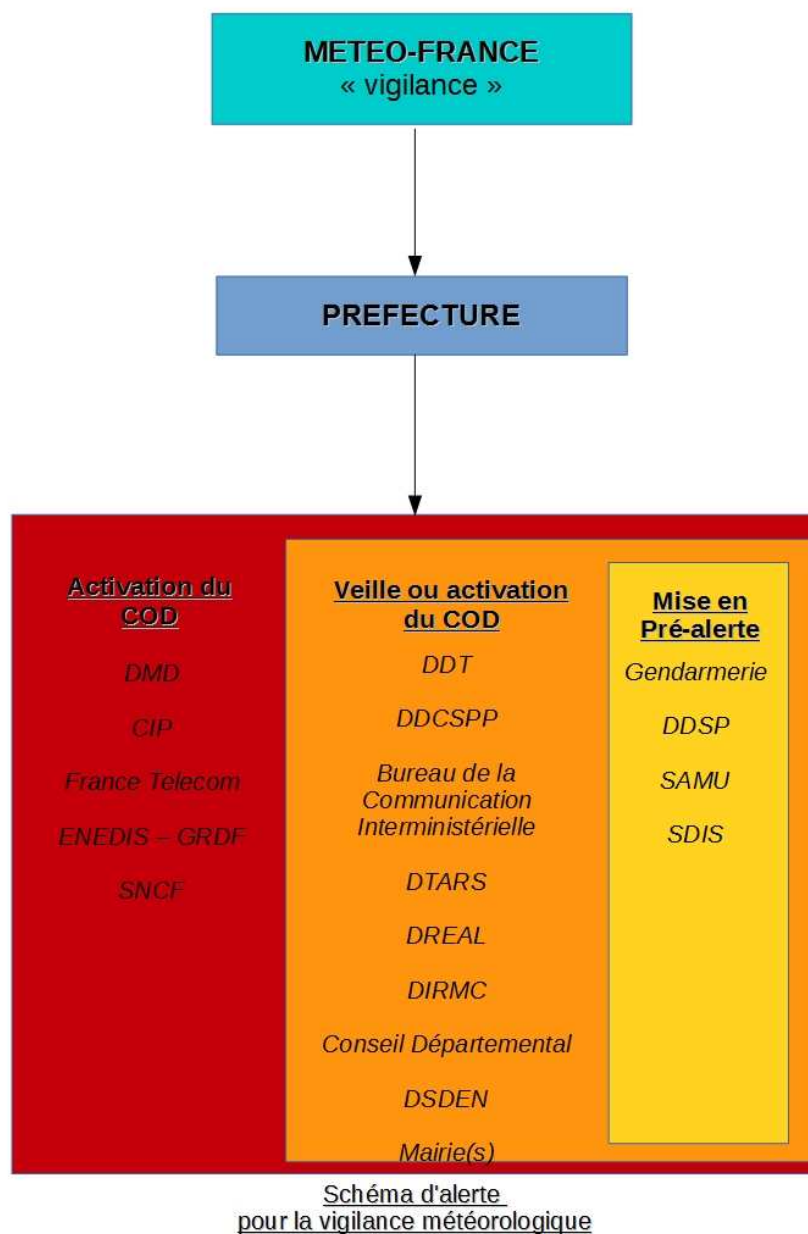 METEO-FRANCE
« vigilance »
PREFECTURE
Activation du
COD
DMD
CIP
France Telecom
ENEDIS – GRDF
SNCF
Veille ou activation
du COD
DDT
DDCSPP
Bureau de la
Communication
Interministérielle
DTARS
DREAL
DIRMC
Conseil Départemental
DSDEN
Mairie(s)
Mise en
Pré-alerte
Gendarmerie
DDSP
SAMU
SDIS
Schéma d'alerte
pour la vigilance météorologique